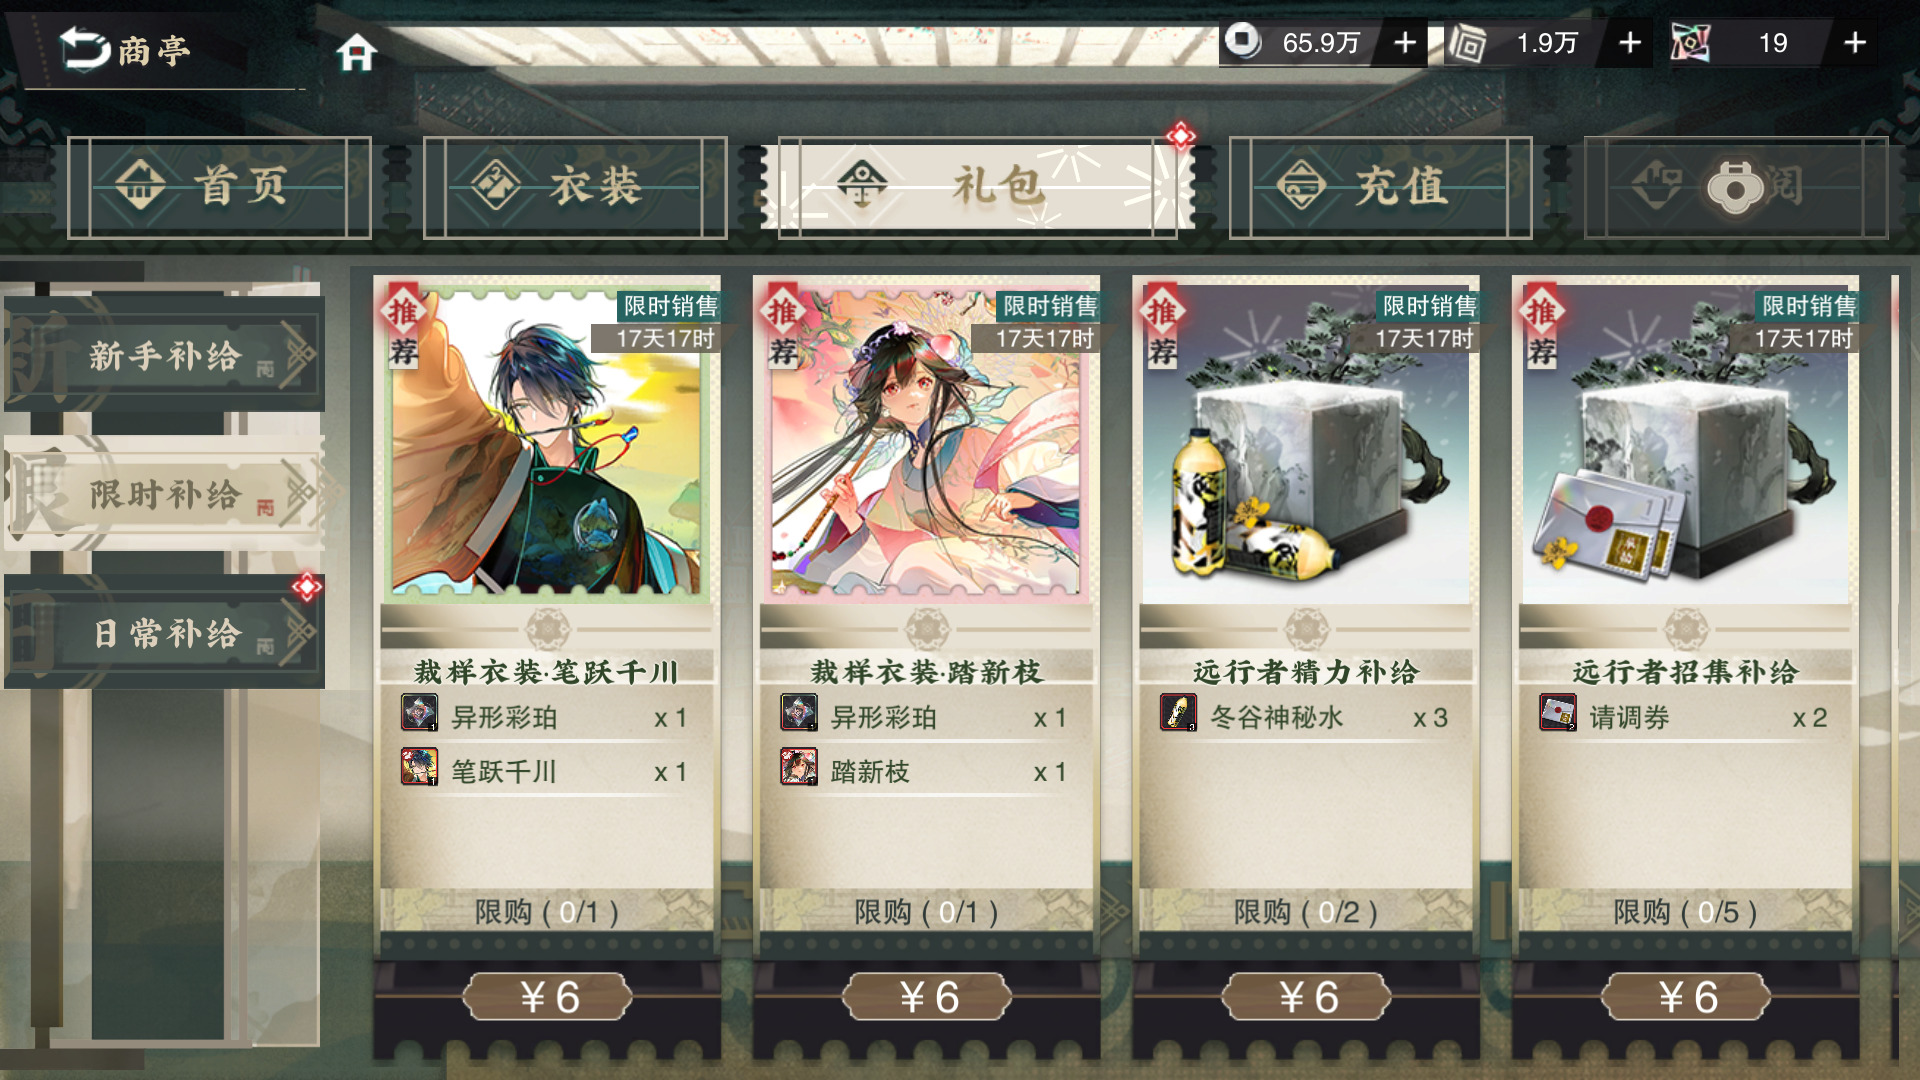 商亭
65.9万
1.9万
19
首页
衣装
礼包
充值
阅
新手补给
限时补给
日常补给
推荐
限时销售
17天17时
裁样衣装·笔跃千川
异形彩珀 x 1
笔跃千川 x 1
限购 ( 0/1 )
¥ 6
推荐
限时销售
17天17时
裁样衣装·踏新枝
异形彩珀 x 1
踏新枝 x 1
限购 ( 0/1 )
¥ 6
推荐
限时销售
17天17时
远行者精力补给
冬谷神秘水 x 3
限购 ( 0/2 )
¥ 6
推荐
限时销售
17天17时
远行者招集补给
请调券 x 2
限购 ( 0/5 )
¥ 6